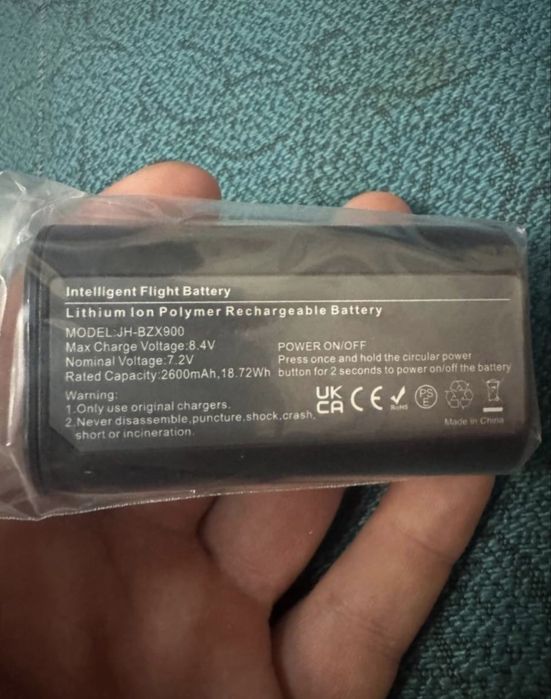 Intelligent Flight Battery
Lithium Ion Polymer Rechargeable Battery
MODEL:JH-BZX900
Max Charge Voltage:8.4V
Nominal Voltage:7.2V
Rated Capacity:2600mAh,18.72Wh
POWER ON/OFF
Press once and hold the circular power
button for 2 seconds to power on/off the battery
Warning:
1.Only use original chargers.
2.Never disassemble,puncture,shock,crash,
short or incineration.
UK
CA
CE
RoHS
PS
E
Made in China